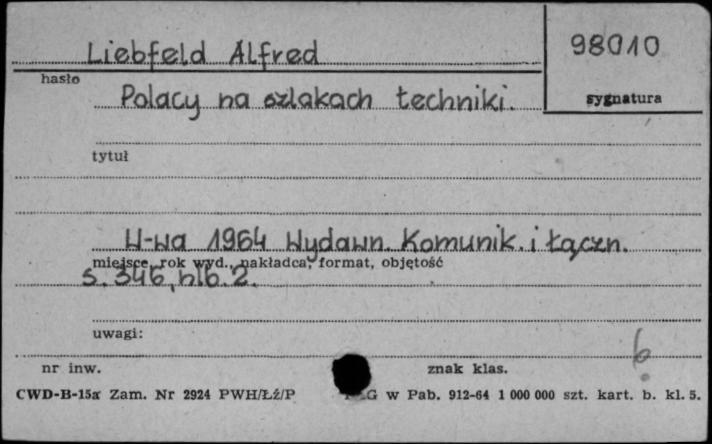 Liebfeld Alfred
98010
hasło
Polacy na szlakach techniki.
sygnatura
tytuł
W-wa 1964 Wydawn. Komunik. i Łączn.
miejsce, rok wyd., nakładca, format, objętość
s. 346, nlb. 2.
uwagi:
6
nr inw.
znak klas.
CWD-B-15a Zam. Nr 2924 PWH/Łź/P
G w Pab. 912-64 1 000 000 szt. kart. b. kl. 5.